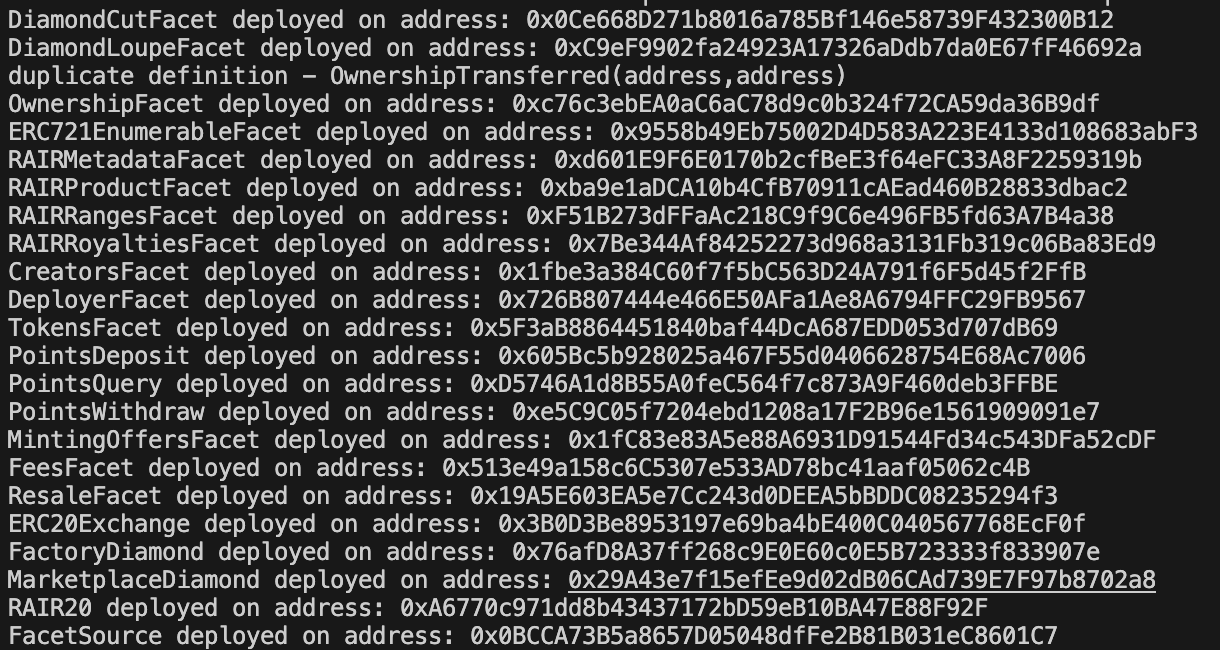 DiamondCutFacet deployed on address: 0x0Ce668D271b8016a785Bf146e58739F432300B12
DiamondLoupeFacet deployed on address: 0xC9eF9902fa24923A17326aDdb7da0E67fF46692a
duplicate definition - OwnershipTransferred(address,address)
OwnershipFacet deployed on address: 0xc76c3ebEA0aC6aC78d9c0b324f72CA59da36B9df
ERC721EnumerableFacet deployed on address: 0x9558b49Eb75002D4D583A223E4133d108683abF3
RAIRMetadataFacet deployed on address: 0xd601E9F6E0170b2cfBeE3f64eFC33A8F2259319b
RAIRProductFacet deployed on address: 0xba9e1aDCA10b4CfB70911cAEad460B28833dbac2
RAIRRangesFacet deployed on address: 0xF51B273dFFaAc218C9f9C6e496FB5fd63A7B4a38
RAIRRoyaltiesFacet deployed on address: 0x7Be344Af84252273d968a3131Fb319c06Ba83Ed9
CreatorsFacet deployed on address: 0x1fbe3a384C60f7f5bC563D24A791f6F5d45f2FfB
DeployerFacet deployed on address: 0x726B807444e466E50AFa1Ae8A6794FFC29FB9567
TokensFacet deployed on address: 0x5F3aB8864451840baf44DcA687EDD053d707dB69
PointsDeposit deployed on address: 0x605Bc5b928025a467F55d0406628754E68Ac7006
PointsQuery deployed on address: 0xD5746A1d8B55A0feC564f7c873A9F460deb3FFBE
PointsWithdraw deployed on address: 0xe5C9C05f7204ebd1208a17F2B96e1561909091e7
MintingOffersFacet deployed on address: 0x1fC83e83A5e88A6931D91544Fd34c543DFa52cDF
FeesFacet deployed on address: 0x513e49a158c6C5307e533AD78bc41aaf05062c4B
ResaleFacet deployed on address: 0x19A5E603EA5e7Cc243d0DEEA5bBDDC08235294f3
ERC20Exchange deployed on address: 0x3B0D3Be8953197e69ba4bE400C040567768EcF0f
FactoryDiamond deployed on address: 0x76afD8A37ff268c9E0E60c0E5B723333f833907e
MarketplaceDiamond deployed on address: 0x29A43e7f15efEe9d02dB06CAd739E7F97b8702a8
RAIR20 deployed on address: 0xA6770c971dd8b43437172bD59eB10BA47E88F92F
FacetSource deployed on address: 0x0BCCA73B5a8657D05048dfFe2B81B031eC8601C7